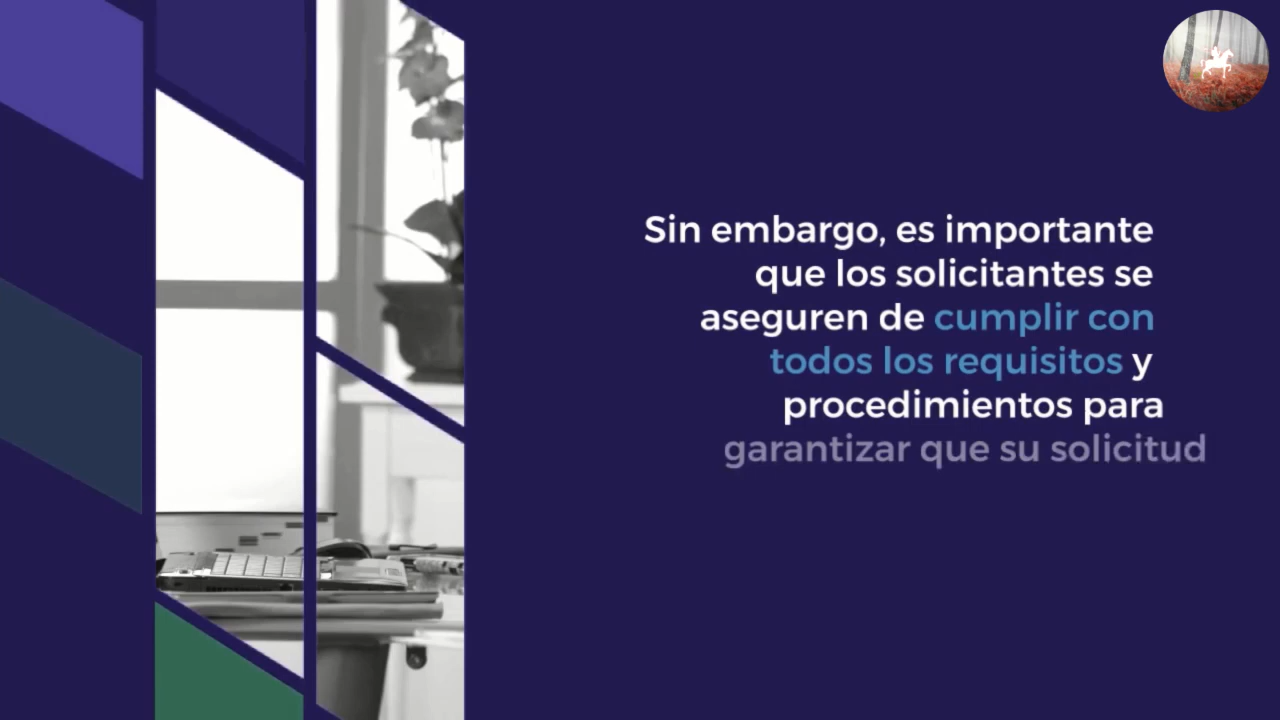 Sin embargo, es importante
que los solicitantes se
aseguren de cumplir con
todos los requisitos y
procedimientos para
garantizar que su solicitud